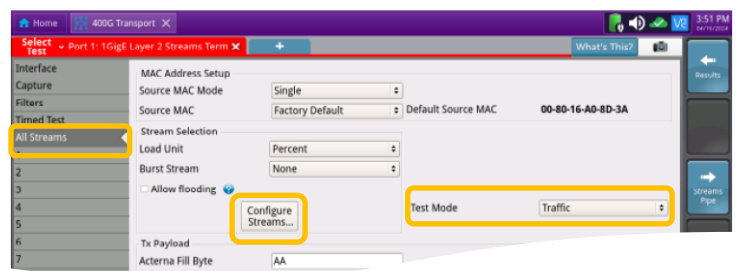 Home 400G Transport X 3:51 PM
04/16/2024
Select Test Port 1: 1GigE Layer 2 Streams Term X + What's This?
Interface
Capture
Filters
Timed Test
All Streams
2
3
4
5
6
7
MAC Address Setup
Source MAC Mode Single
Source MAC Factory Default Default Source MAC 00-80-16-A0-8D-3A
Stream Selection
Load Unit Percent
Burst Stream None
Allow flooding
Configure
Streams...
Test Mode Traffic
Tx Payload
Acterna Fill Byte AA
Results
Streams
Pipe